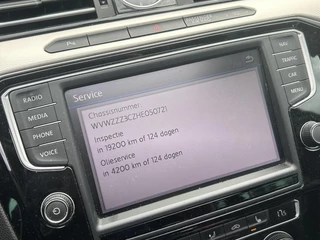 RADIO
MEDIA
PHONE
VOICE
Service
Chassisnummer:
WVWZZZ3CZHE050721
Inspectie
in 19200 km of 124 dagen
Olieservice
in 4200 km of 124 dagen
NAV
TRAFFIC
CAR
MENU